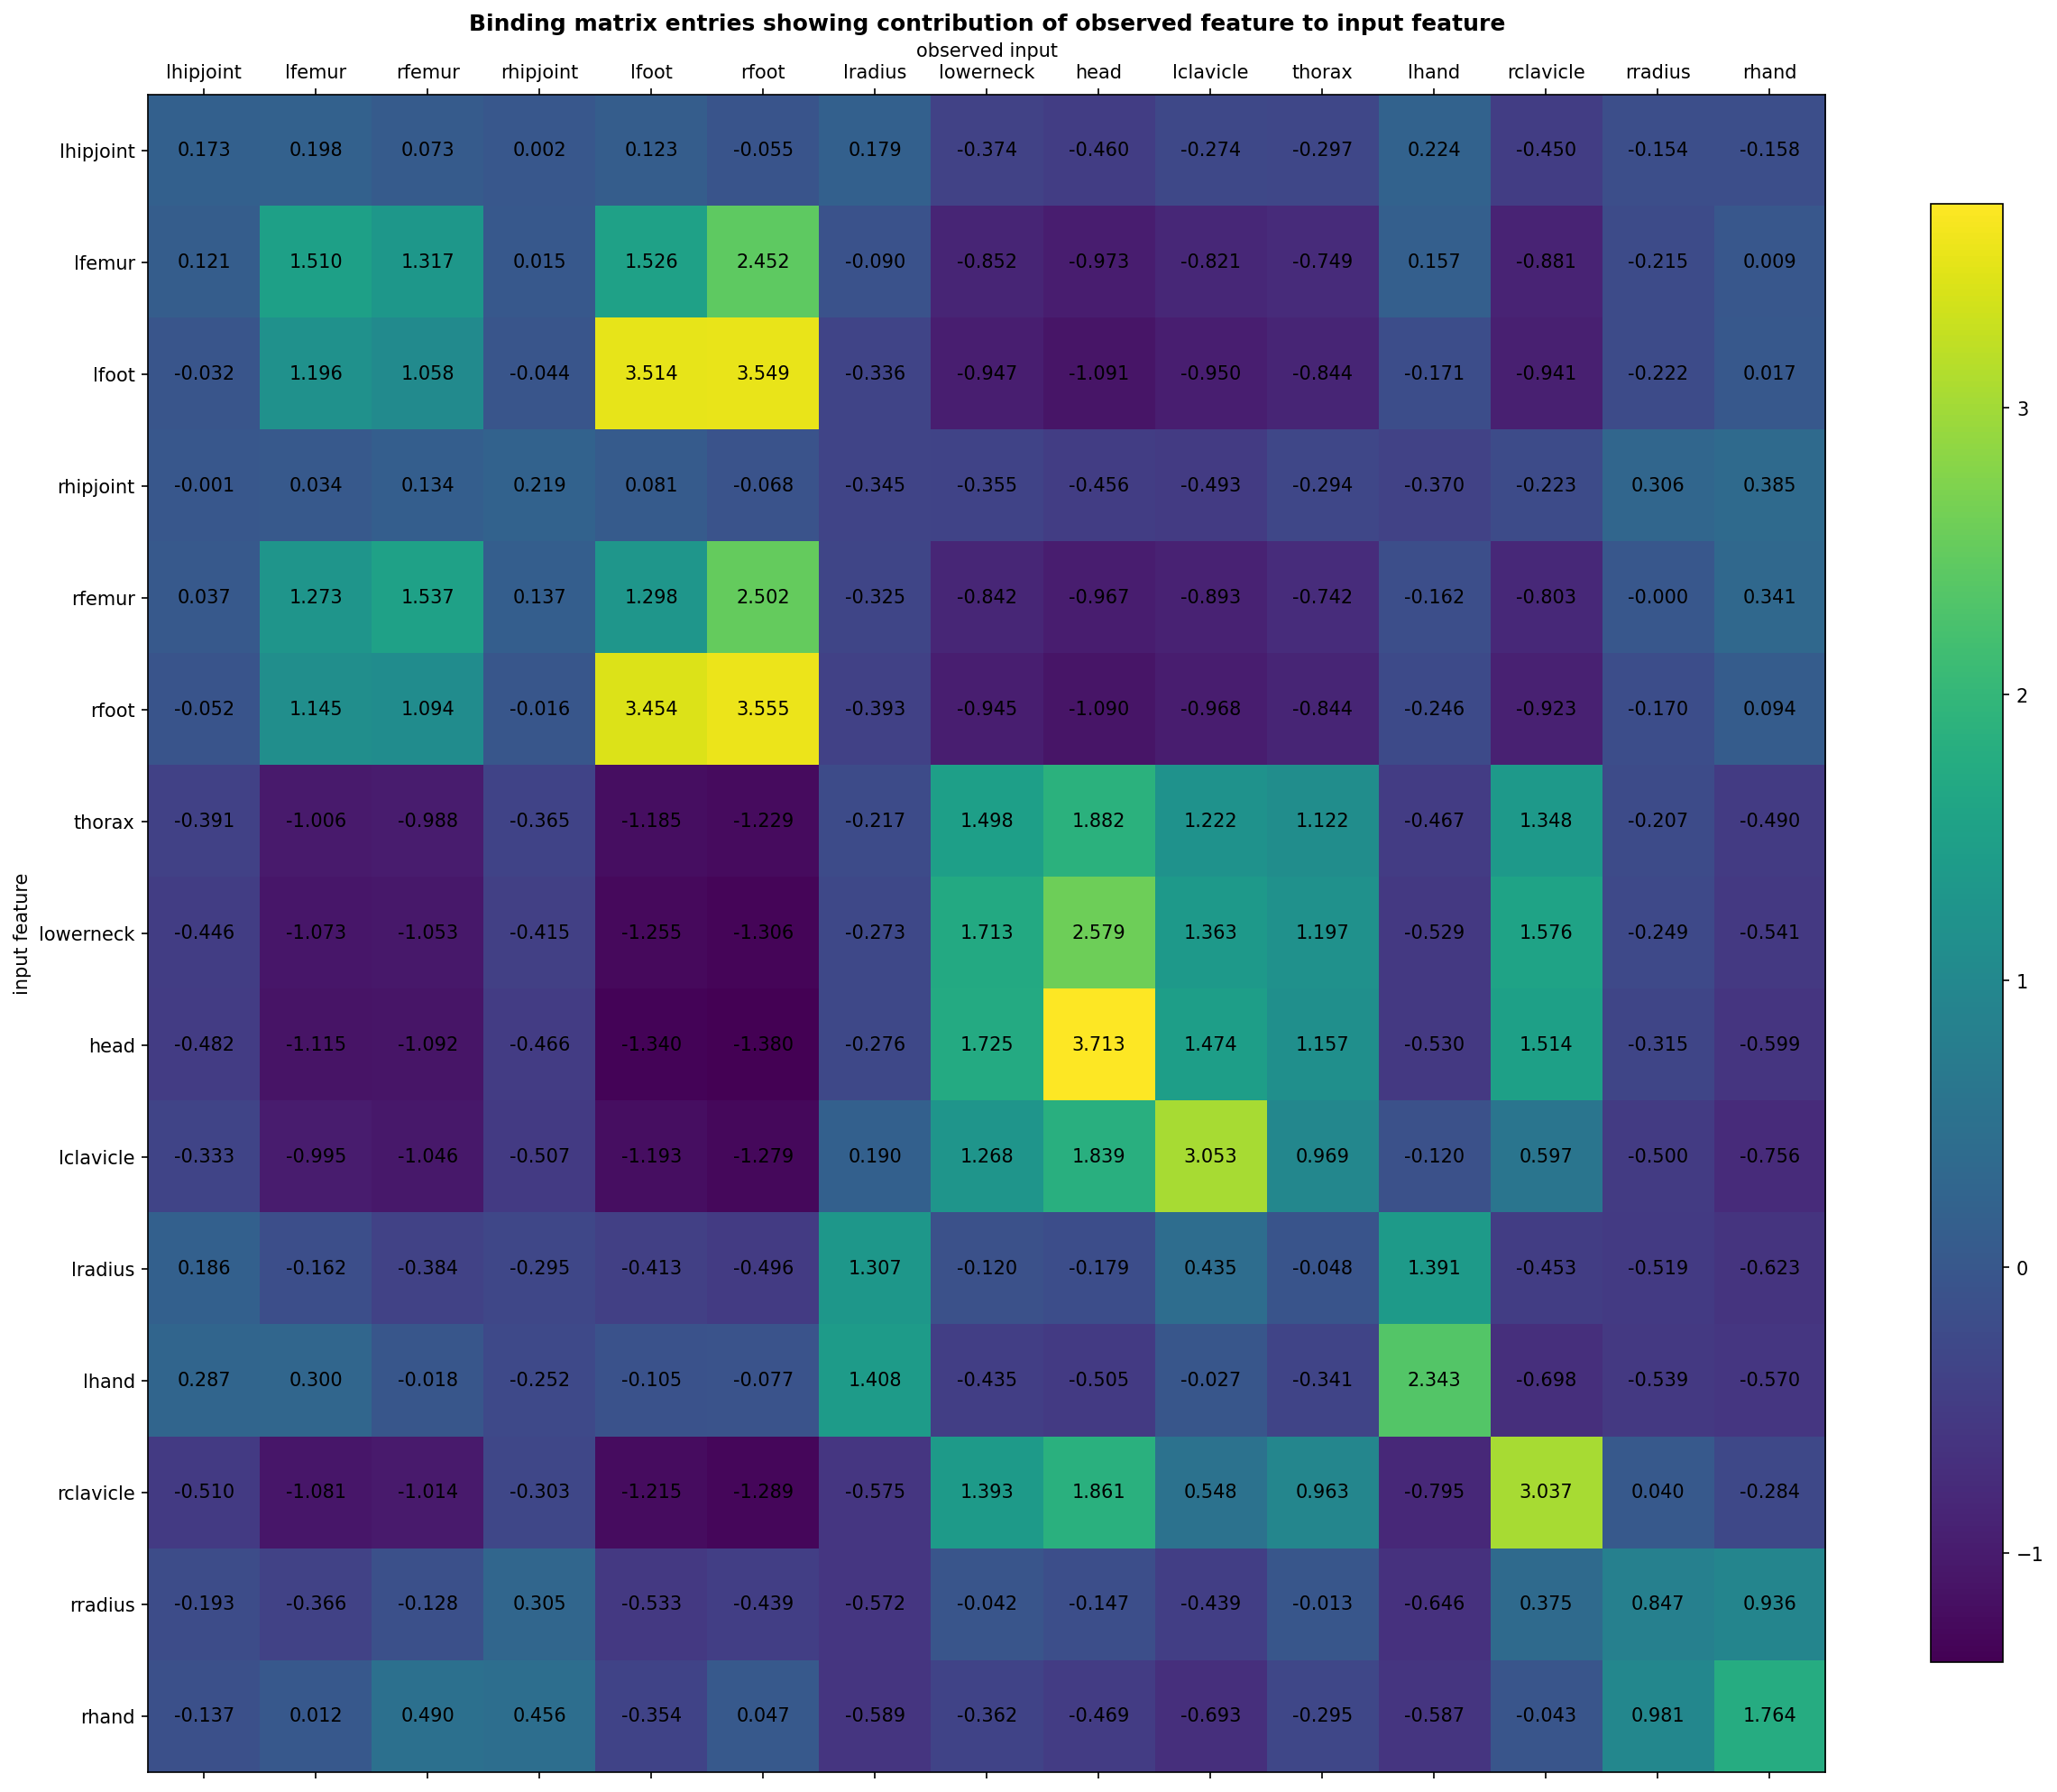 Binding matrix entries showing contribution of observed feature to input feature
observed input
lhipjoint lfemur rfemur rhipjoint lfoot rfoot lradius lowerneck head lclavicle thorax lhand rclavicle rradius rhand
lhipjoint 0.173 0.198 0.073 0.002 0.123 -0.055 0.179 -0.374 -0.460 -0.274 -0.297 0.224 -0.450 -0.154 -0.158
lfemur 0.121 1.510 1.317 0.015 1.526 2.452 -0.090 -0.852 -0.973 -0.821 -0.749 0.157 -0.881 -0.215 0.009
lfoot -0.032 1.196 1.058 -0.044 3.514 3.549 -0.336 -0.947 -1.091 -0.950 -0.844 -0.171 -0.941 -0.222 0.017
rhipjoint -0.001 0.034 0.134 0.219 0.081 -0.068 -0.345 -0.355 -0.456 -0.493 -0.294 -0.370 -0.223 0.306 0.385
rfemur 0.037 1.273 1.537 0.137 1.298 2.502 -0.325 -0.842 -0.967 -0.893 -0.742 -0.162 -0.803 -0.000 0.341
rfoot -0.052 1.145 1.094 -0.016 3.454 3.555 -0.393 -0.945 -1.090 -0.968 -0.844 -0.246 -0.923 -0.170 0.094
thorax -0.391 -1.006 -0.988 -0.365 -1.185 -1.229 -0.217 1.498 1.882 1.222 1.122 -0.467 1.348 -0.207 -0.490
lowerneck -0.446 -1.073 -1.053 -0.415 -1.255 -1.306 -0.273 1.713 2.579 1.363 1.197 -0.529 1.576 -0.249 -0.541
head -0.482 -1.115 -1.092 -0.466 -1.340 -1.380 -0.276 1.725 3.713 1.474 1.157 -0.530 1.514 -0.315 -0.599
lclavicle -0.333 -0.995 -1.046 -0.507 -1.193 -1.279 0.190 1.268 1.839 3.053 0.969 -0.120 0.597 -0.500 -0.756
lradius 0.186 -0.162 -0.384 -0.295 -0.413 -0.496 1.307 -0.120 -0.179 0.435 -0.048 1.391 -0.453 -0.519 -0.623
lhand 0.287 0.300 -0.018 -0.252 -0.105 -0.077 1.408 -0.435 -0.505 -0.027 -0.341 2.343 -0.698 -0.539 -0.570
rclavicle -0.510 -1.081 -1.014 -0.303 -1.215 -1.289 -0.575 1.393 1.861 0.548 0.963 -0.795 3.037 0.040 -0.284
rradius -0.193 -0.366 -0.128 0.305 -0.533 -0.439 -0.572 -0.042 -0.147 -0.439 -0.013 -0.646 0.375 0.847 0.936
rhand -0.137 0.012 0.490 0.456 -0.354 0.047 -0.589 -0.362 -0.469 -0.693 -0.295 -0.587 -0.043 0.981 1.764
input feature
3
2
1
0
−1